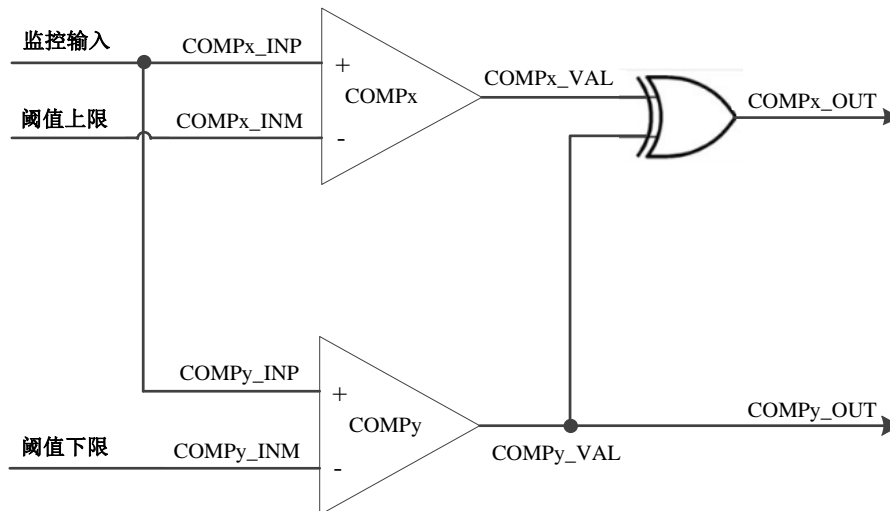 监控输入
COMPx_INP
+
COMPx
COMPx_VAL
COMPx_OUT
阈值上限
COMPx_INM
-
COMPy_INP
+
COMPy
COMPy_OUT
COMPy_VAL
阈值下限
COMPy_INM
-